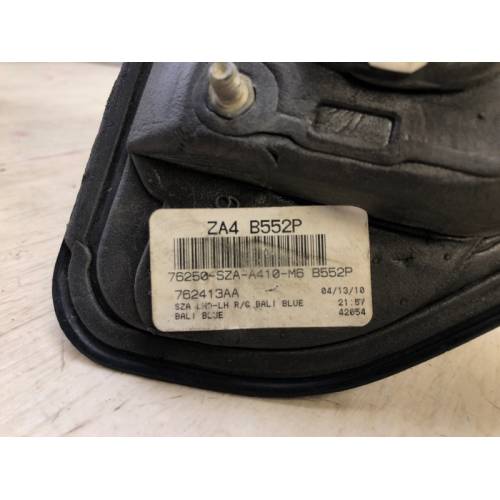 ZA4 B552P
76250-SZA-A410-M6 B552P
762413AA 04/13/10
SZA LHD-LH R/G BALI BLUE 21:57
BALI BLUE 42054